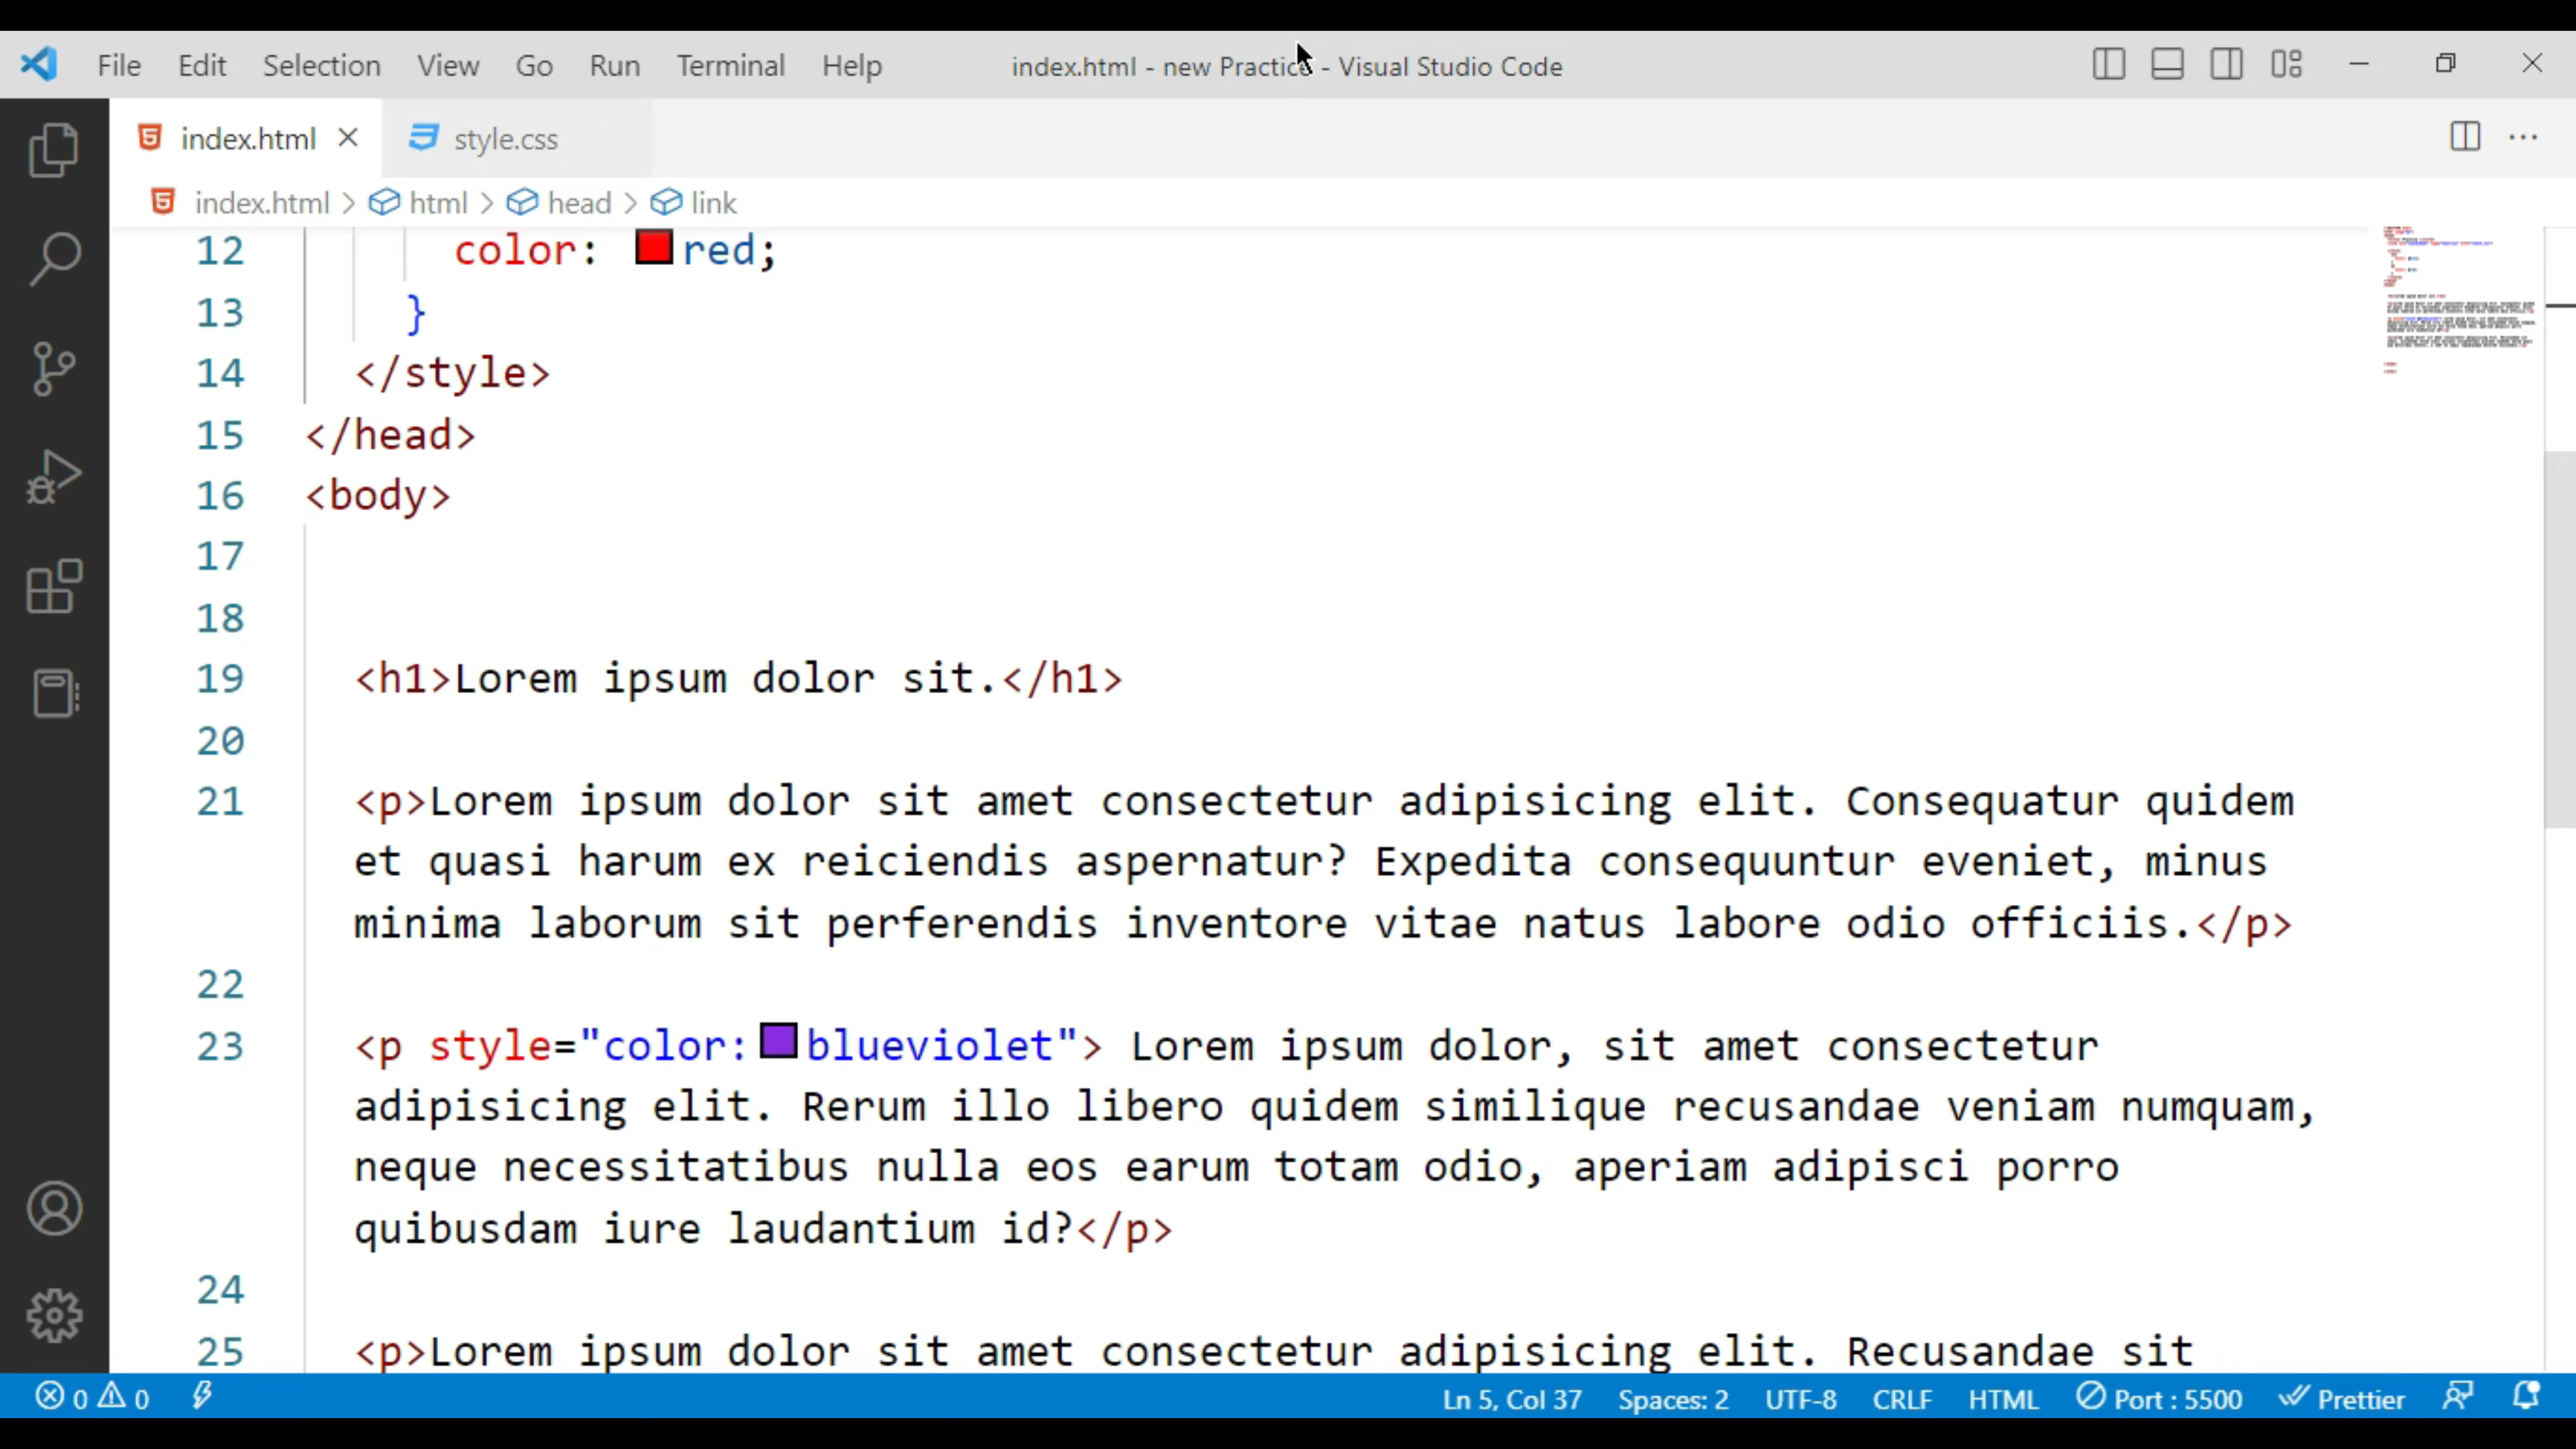 File Edit Selection View Go Run Terminal Help index.html - new Practice - Visual Studio Code
index.html style.css
index.html > html > head > link
12 color: red;
13 }
14 </style>
15 </head>
16 <body>
17
18
19 <h1>Lorem ipsum dolor sit.</h1>
20
21 <p>Lorem ipsum dolor sit amet consectetur adipisicing elit. Consequatur quidem
et quasi harum ex reiciendis aspernatur? Expedita consequuntur eveniet, minus
minima laborum sit perferendis inventore vitae natus labore odio officiis.</p>
22
23 <p style="color:blueviolet"> Lorem ipsum dolor, sit amet consectetur
adipisicing elit. Rerum illo libero quidem similique recusandae veniam numquam,
neque necessitatibus nulla eos earum totam odio, aperiam adipisci porro
quibusdam iure laudantium id?</p>
24
25 <p>Lorem ipsum dolor sit amet consectetur adipisicing elit. Recusandae sit
0 0 Ln 5, Col 37 Spaces: 2 UTF-8 CRLF HTML Port : 5500 Prettier